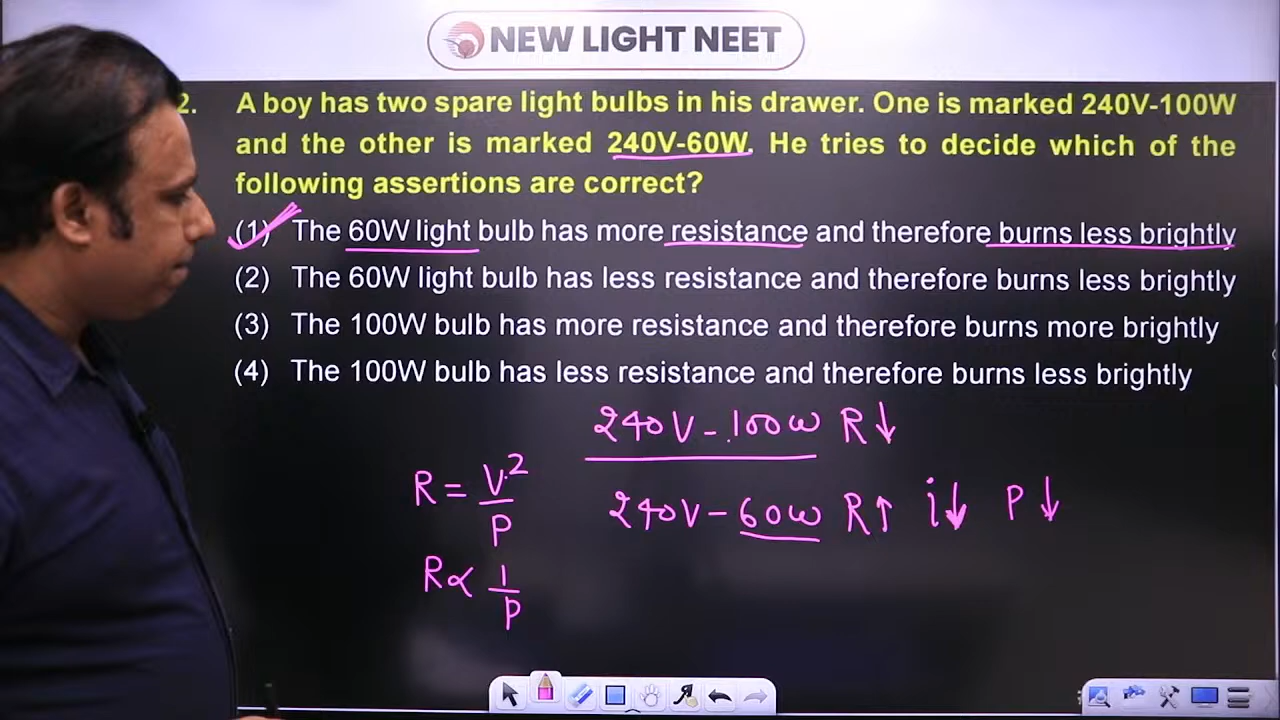 NEW LIGHT NEET
2. A boy has two spare light bulbs in his drawer. One is marked 240V-100W
and the other is marked 240V-60W. He tries to decide which of the
following assertions are correct?
(1) The 60W light bulb has more resistance and therefore burns less brightly
(2) The 60W light bulb has less resistance and therefore burns less brightly
(3) The 100W bulb has more resistance and therefore burns more brightly
(4) The 100W bulb has less resistance and therefore burns less brightly
240V - 100W R↓
R = V²/P
240V - 60W R↑ i↓ P↓
R ∝ 1/P